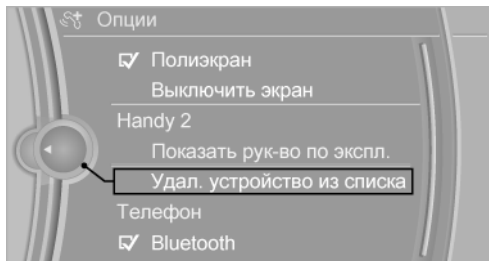 Опции
Полиэкран
Выключить экран
Handy 2
Показать рук-во по экспл.
Удал. устройство из списка
Телефон
Bluetooth